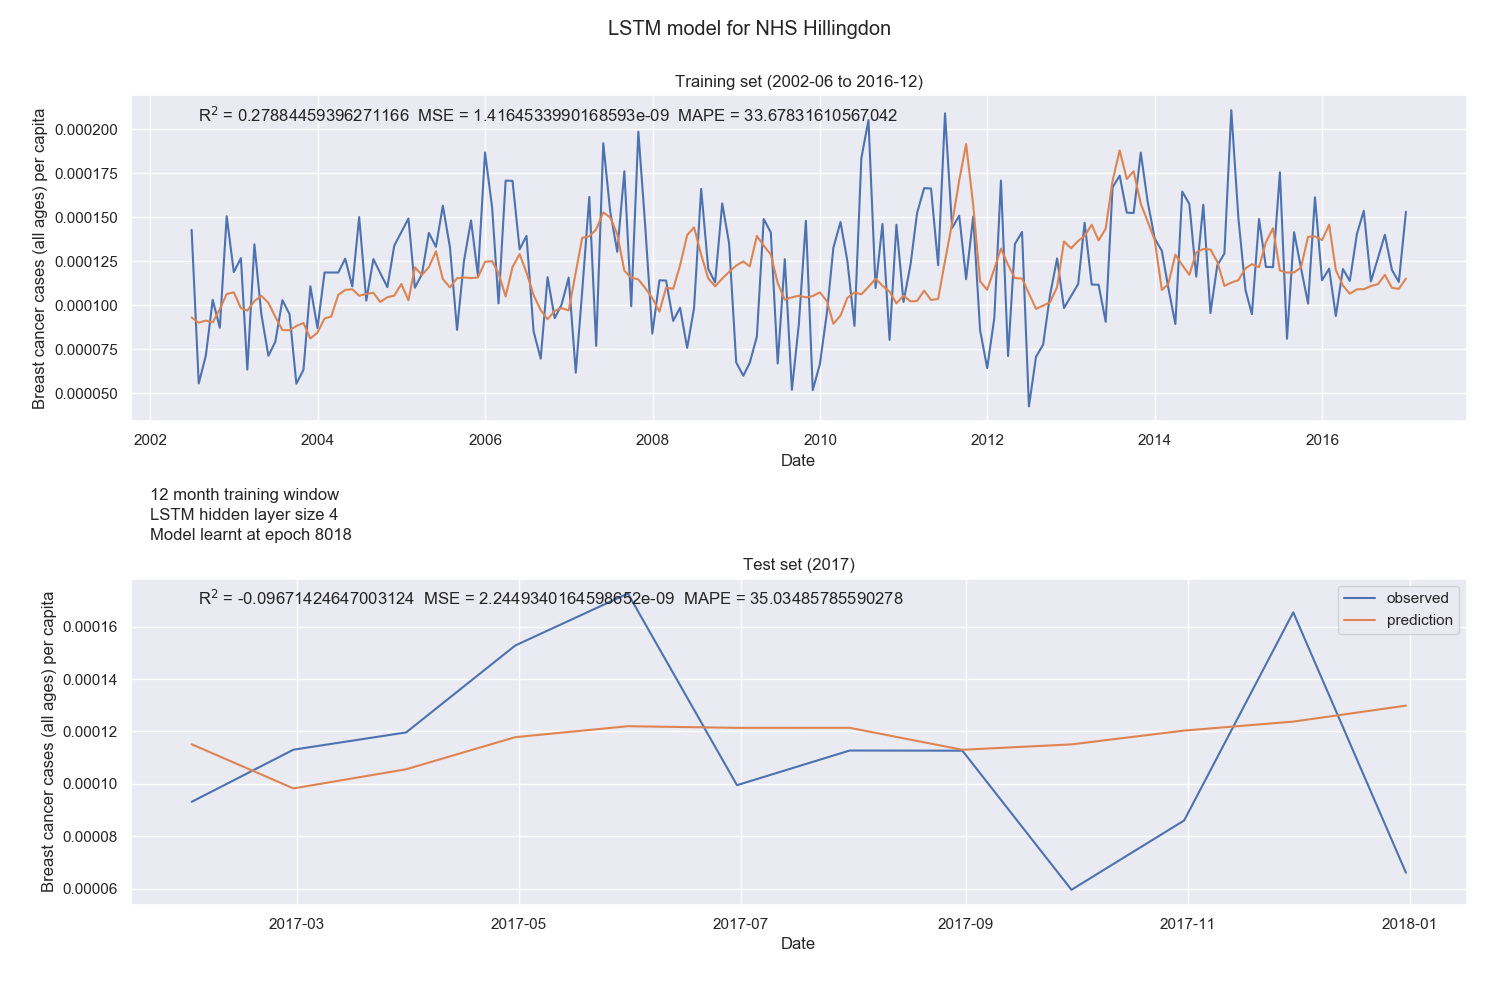 LSTM model for NHS Hillingdon
Training set (2002-06 to 2016-12)
R² = 0.27884459396271166 MSE = 1.4164533990168593e-09 MAPE = 33.67831610567042
Breast cancer cases (all ages) per capita
0.000200
0.000175
0.000150
0.000125
0.000100
0.000075
0.000050
2002 2004 2006 2008 2010 2012 2014 2016
Date
12 month training window
LSTM hidden layer size 4
Model learnt at epoch 8018
Test set (2017)
R² = -0.09671424647003124 MSE = 2.2449340164598652e-09 MAPE = 35.03485785590278
observed
prediction
Breast cancer cases (all ages) per capita
0.00016
0.00014
0.00012
0.00010
0.00008
0.00006
2017-03 2017-05 2017-07 2017-09 2017-11 2018-01
Date